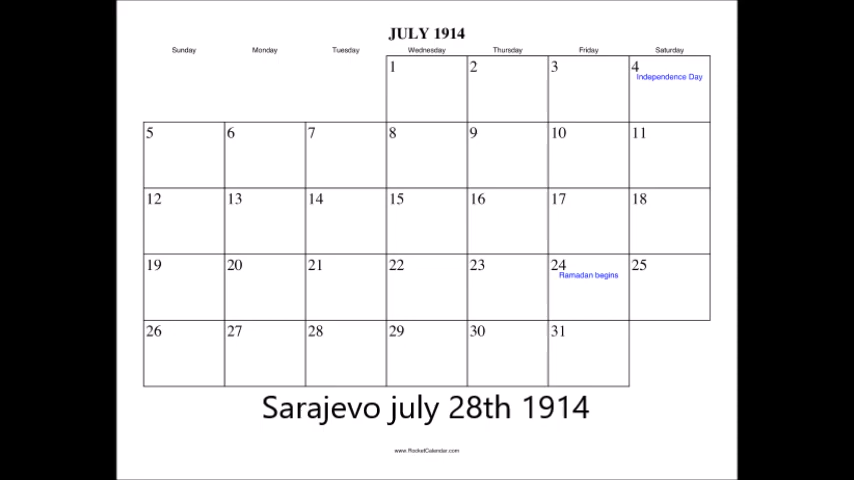 JULY 1914
Sunday Monday Tuesday Wednesday Thursday Friday Saturday
1 2 3 4
Independence Day
5 6 7 8 9 10 11
12 13 14 15 16 17 18
19 20 21 22 23 24 25
Ramadan begins
26 27 28 29 30 31
Sarajevo july 28th 1914
www.RocketCalendar.com